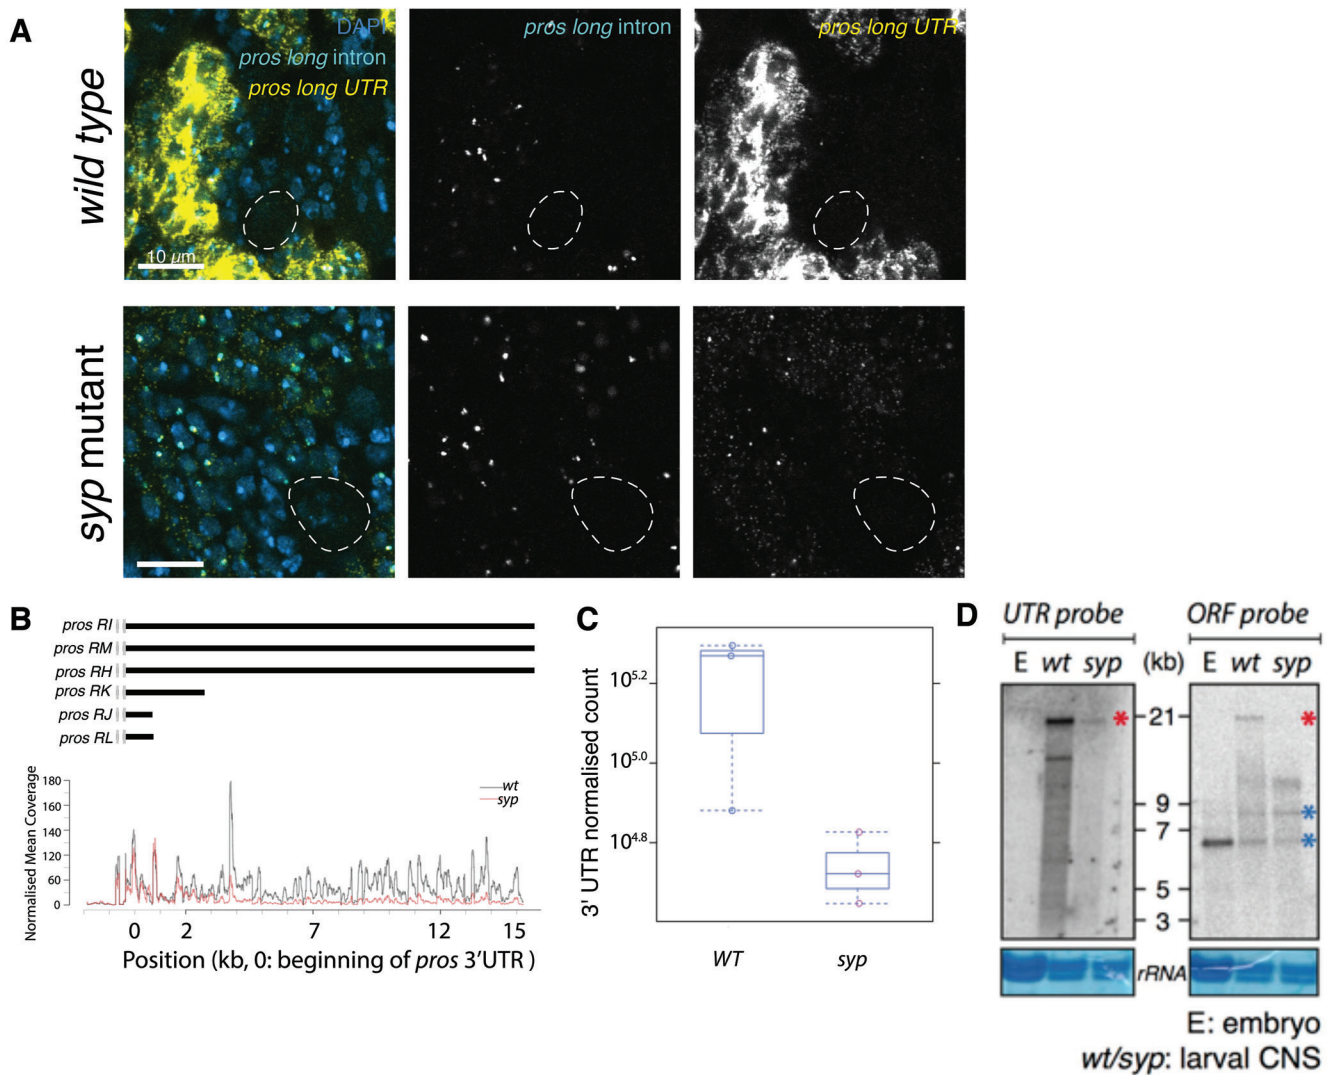 A
wild type
DAPI
pros long intron
pros long UTR
10 µm
pros long intron
pros long UTR
syp mutant
B
pros RI
pros RM
pros RH
pros RK
pros RJ
pros RL
Normalised Mean Coverage
180
160
140
120
60
0
wt
syp
0 2 7 12 15
Position (kb, 0: beginning of pros 3'UTR )
C
3' UTR normalised count
10^5.2
10^5.0
10^4.8
WT syp
D
UTR probe ORF probe
E wt syp (kb) E wt syp
* 21 *
9 *
7 *
5
3
rRNA
E: embryo
wt/syp: larval CNS